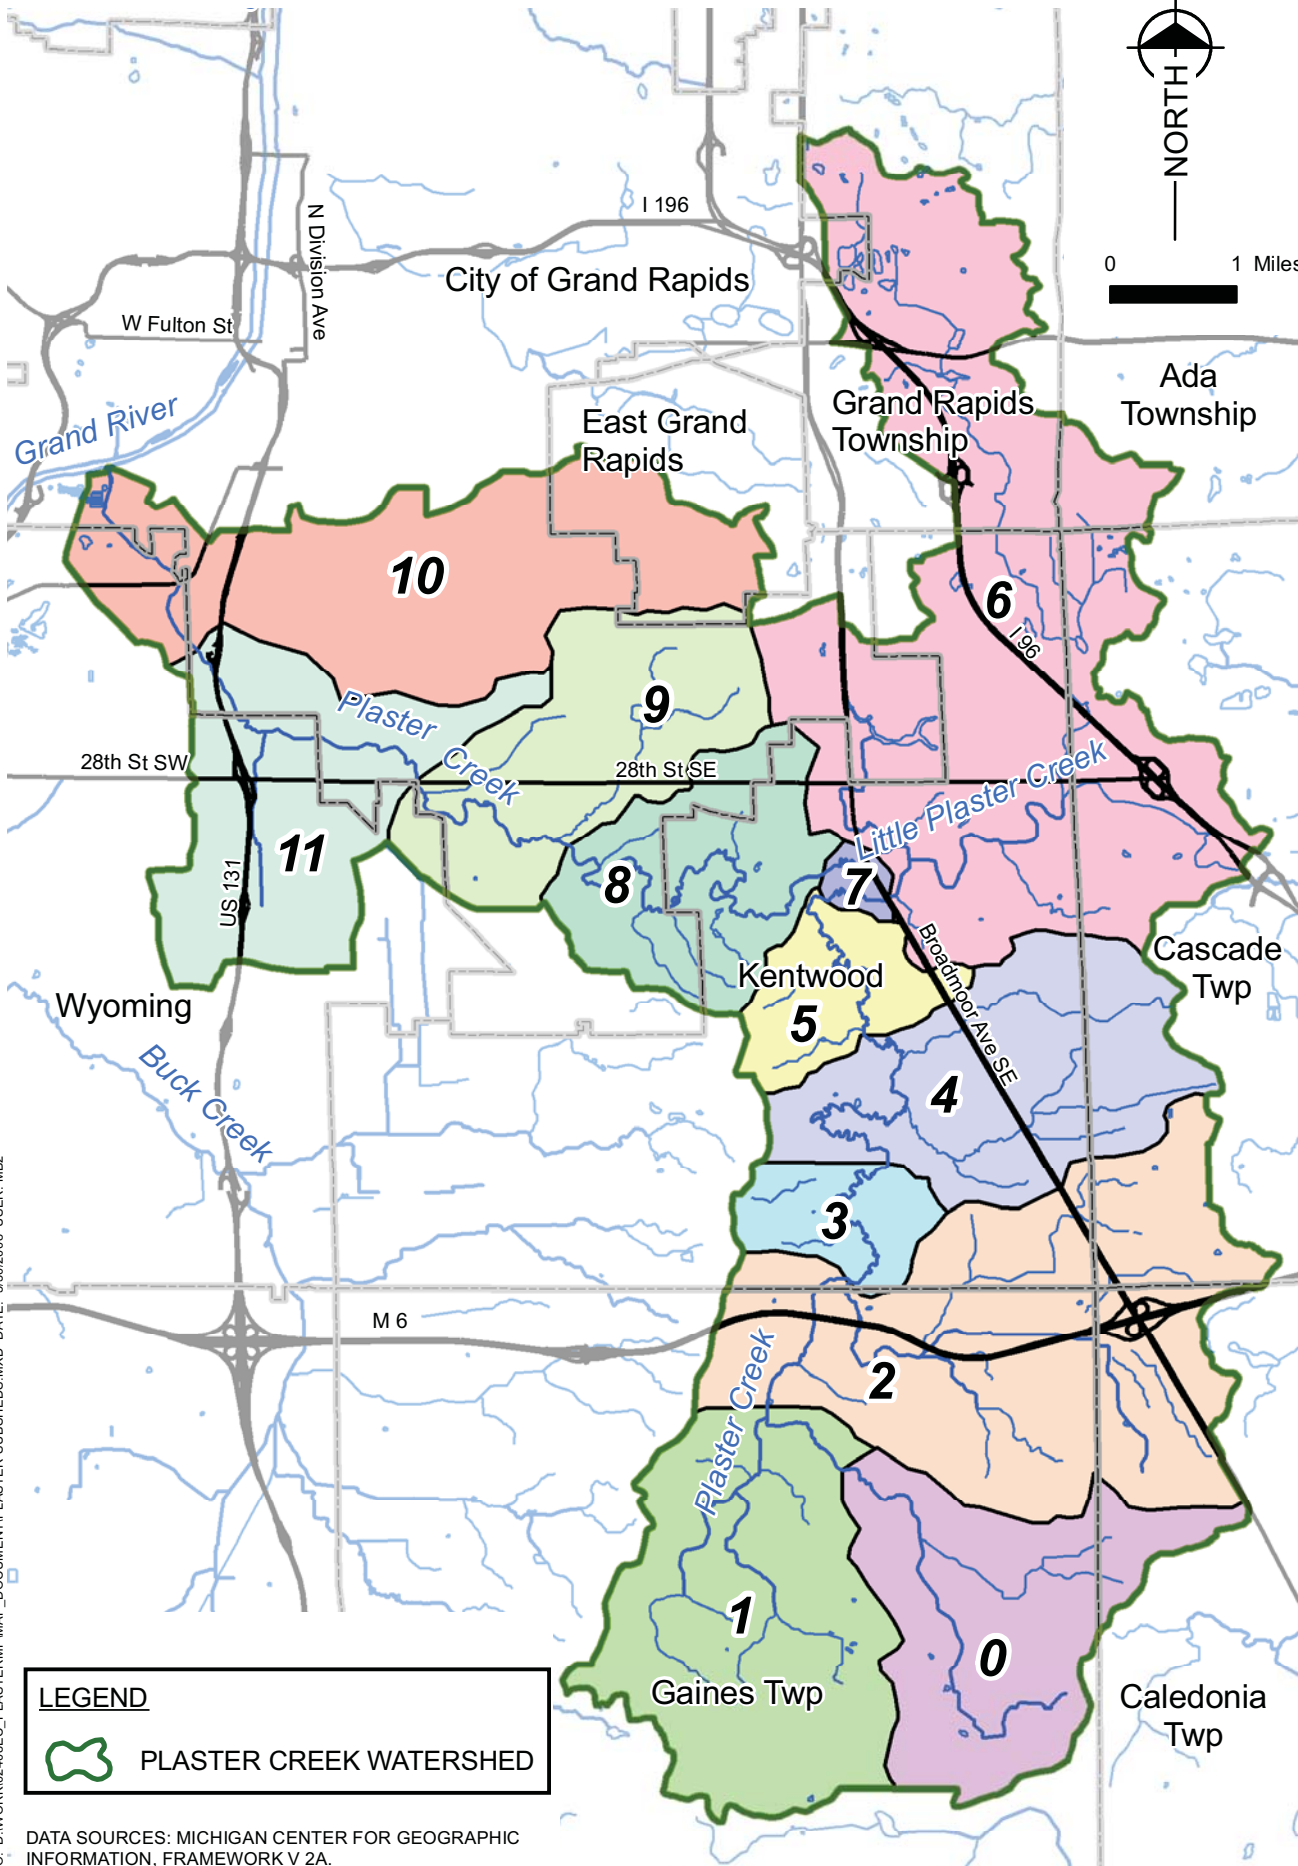 NORTH
0 1 Miles
I 196
N Division Ave
City of Grand Rapids
W Fulton St
Ada
Township
Grand Rapids
Township
East Grand
Rapids
Grand River
10
6
I 96
9
Plaster
Creek
28th St SW
28th St SE
Little Plaster Creek
11
8
7
US 131
Broadmoor Ave SE
Cascade
Twp
Kentwood
5
Wyoming
Buck Creek
4
3
M 6
Plaster Creek
2
1
0
Gaines Twp
Caledonia
Twp
LEGEND
PLASTER CREEK WATERSHED
DATA SOURCES: MICHIGAN CENTER FOR GEOGRAPHIC
INFORMATION, FRAMEWORK V 2A.